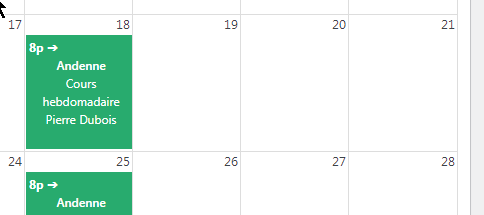 17 18 19 20 21
8p ➔
Andenne
Cours
hebdomadaire
Pierre Dubois
24 25 26 27 28
8p ➔
Andenne